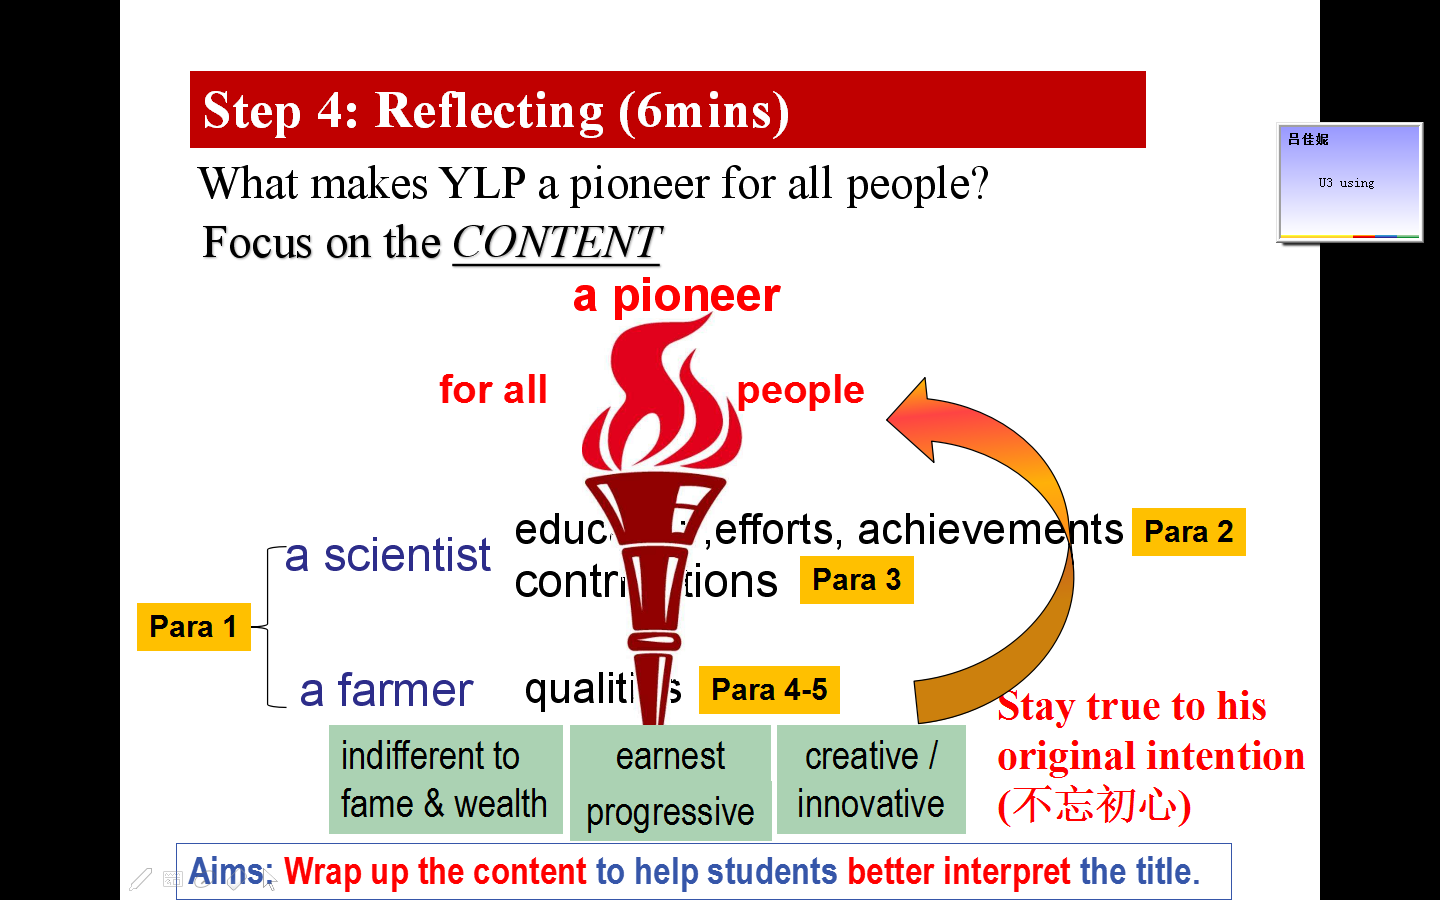 Step 4: Reflecting (6mins)
What makes YLP a pioneer for all people?
Focus on the CONTENT
吕佳妮
U3 using
a pioneer
for all people
efforts, achievements
Para 2
a scientist
Para 3
Para 1
a farmer
qualities
Para 4-5
Stay true to his
original intention
(不忘初心)
indifferent to
fame & wealth
earnest
progressive
creative /
innovative
Aims: Wrap up the content to help students better interpret the title.